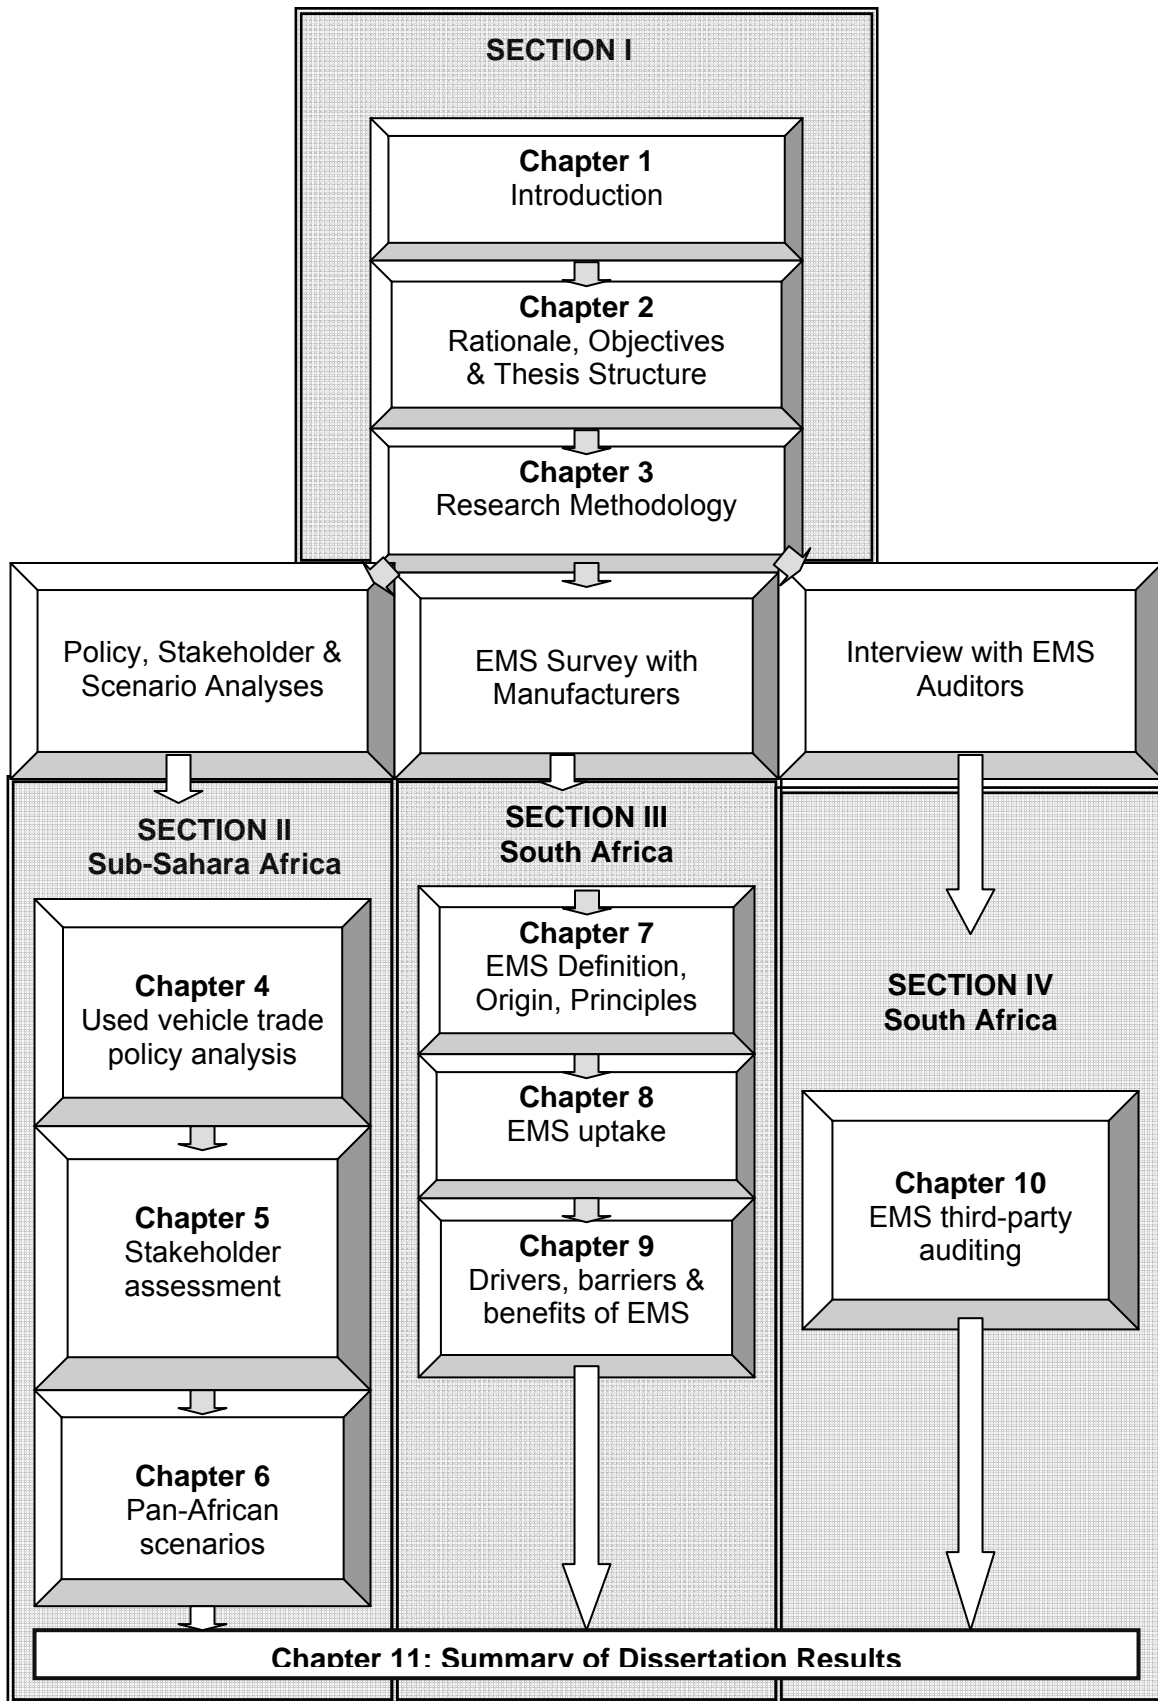 SECTION I
Chapter 1
Introduction
Chapter 2
Rationale, Objectives
& Thesis Structure
Chapter 3
Research Methodology
Policy, Stakeholder &
Scenario Analyses
EMS Survey with
Manufacturers
Interview with EMS
Auditors
SECTION II
Sub-Sahara Africa
Chapter 4
Used vehicle trade
policy analysis
Chapter 5
Stakeholder
assessment
Chapter 6
Pan-African
scenarios
SECTION III
South Africa
Chapter 7
EMS Definition,
Origin, Principles
Chapter 8
EMS uptake
Chapter 9
Drivers, barriers &
benefits of EMS
SECTION IV
South Africa
Chapter 10
EMS third-party
auditing
Chapter 11: Summary of Dissertation Results